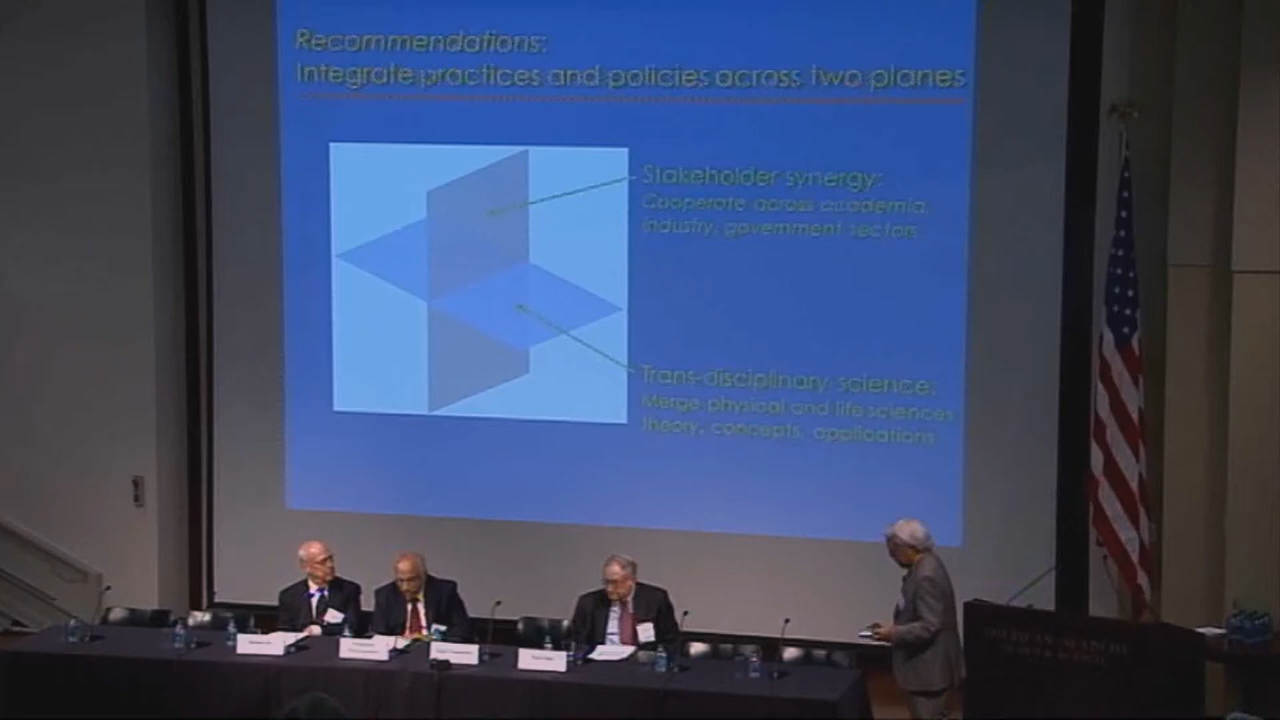 Recommendations:
Integrate practices and policies across two planes
Stakeholder synergy:
Cooperate across academia,
industry, government sectors
Trans-disciplinary science:
Merge physical and life sciences
theory, concepts, applications